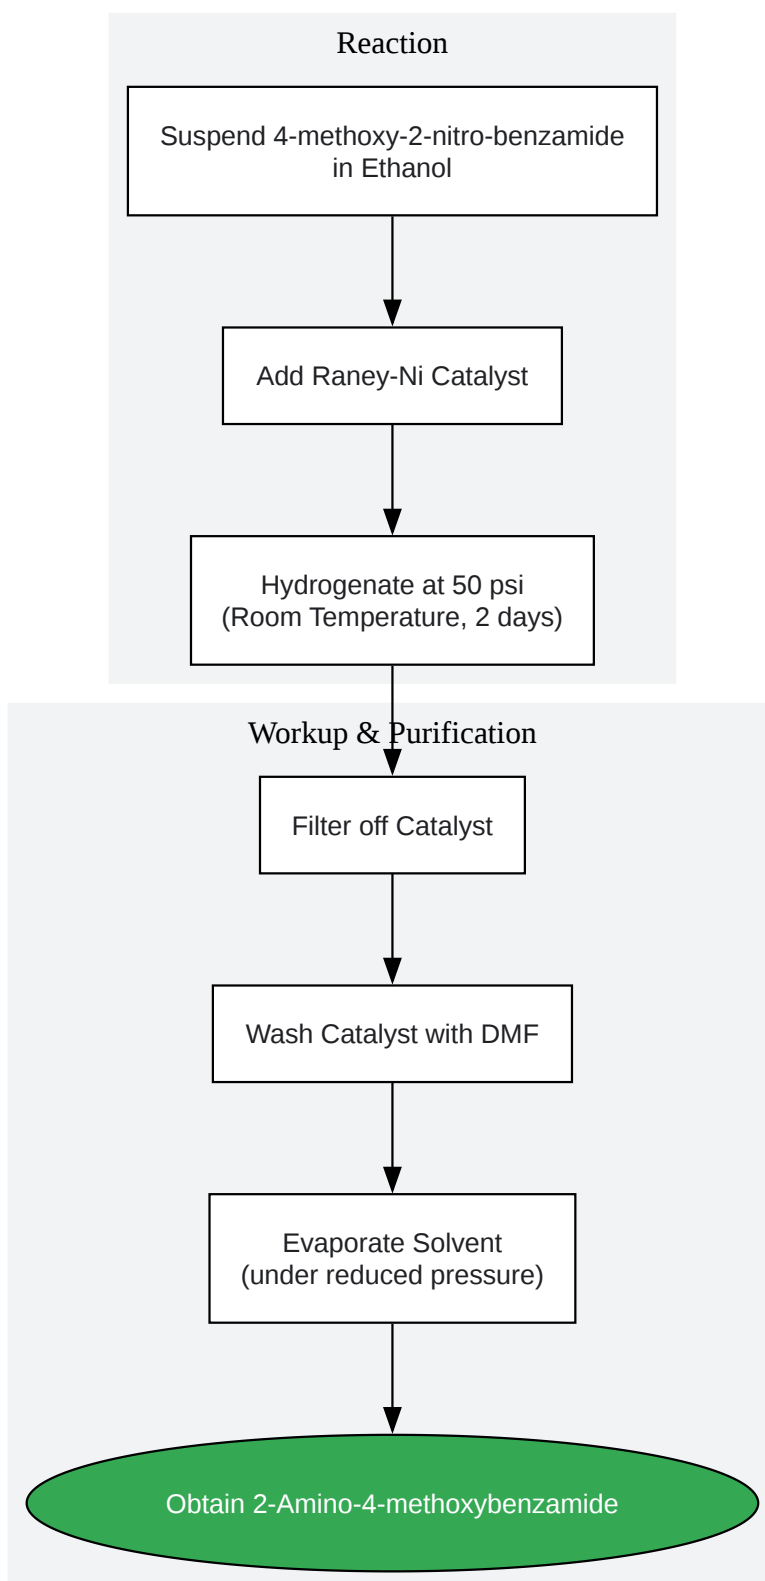 Reaction
Suspend 4-methoxy-2-nitro-benzamide
in Ethanol
Add Raney-Ni Catalyst
Hydrogenate at 50 psi
(Room Temperature, 2 days)
Workup & Purification
Filter off Catalyst
Wash Catalyst with DMF
Evaporate Solvent
(under reduced pressure)
Obtain 2-Amino-4-methoxybenzamide